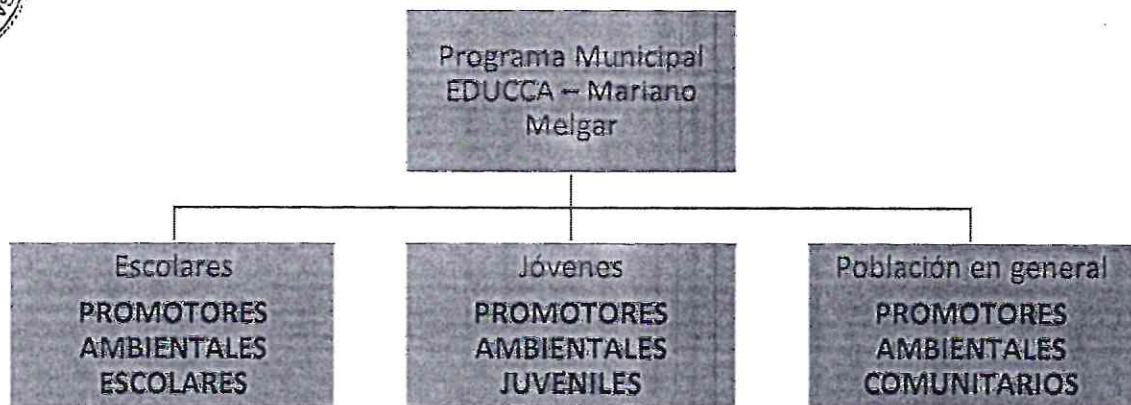 Programa Municipal
EDUCCA – Mariano
Melgar
Escolares
PROMOTORES
AMBIENTALES
ESCOLARES
Jóvenes
PROMOTORES
AMBIENTALES
JUVENILES
Población en general
PROMOTORES
AMBIENTALES
COMUNITARIOS